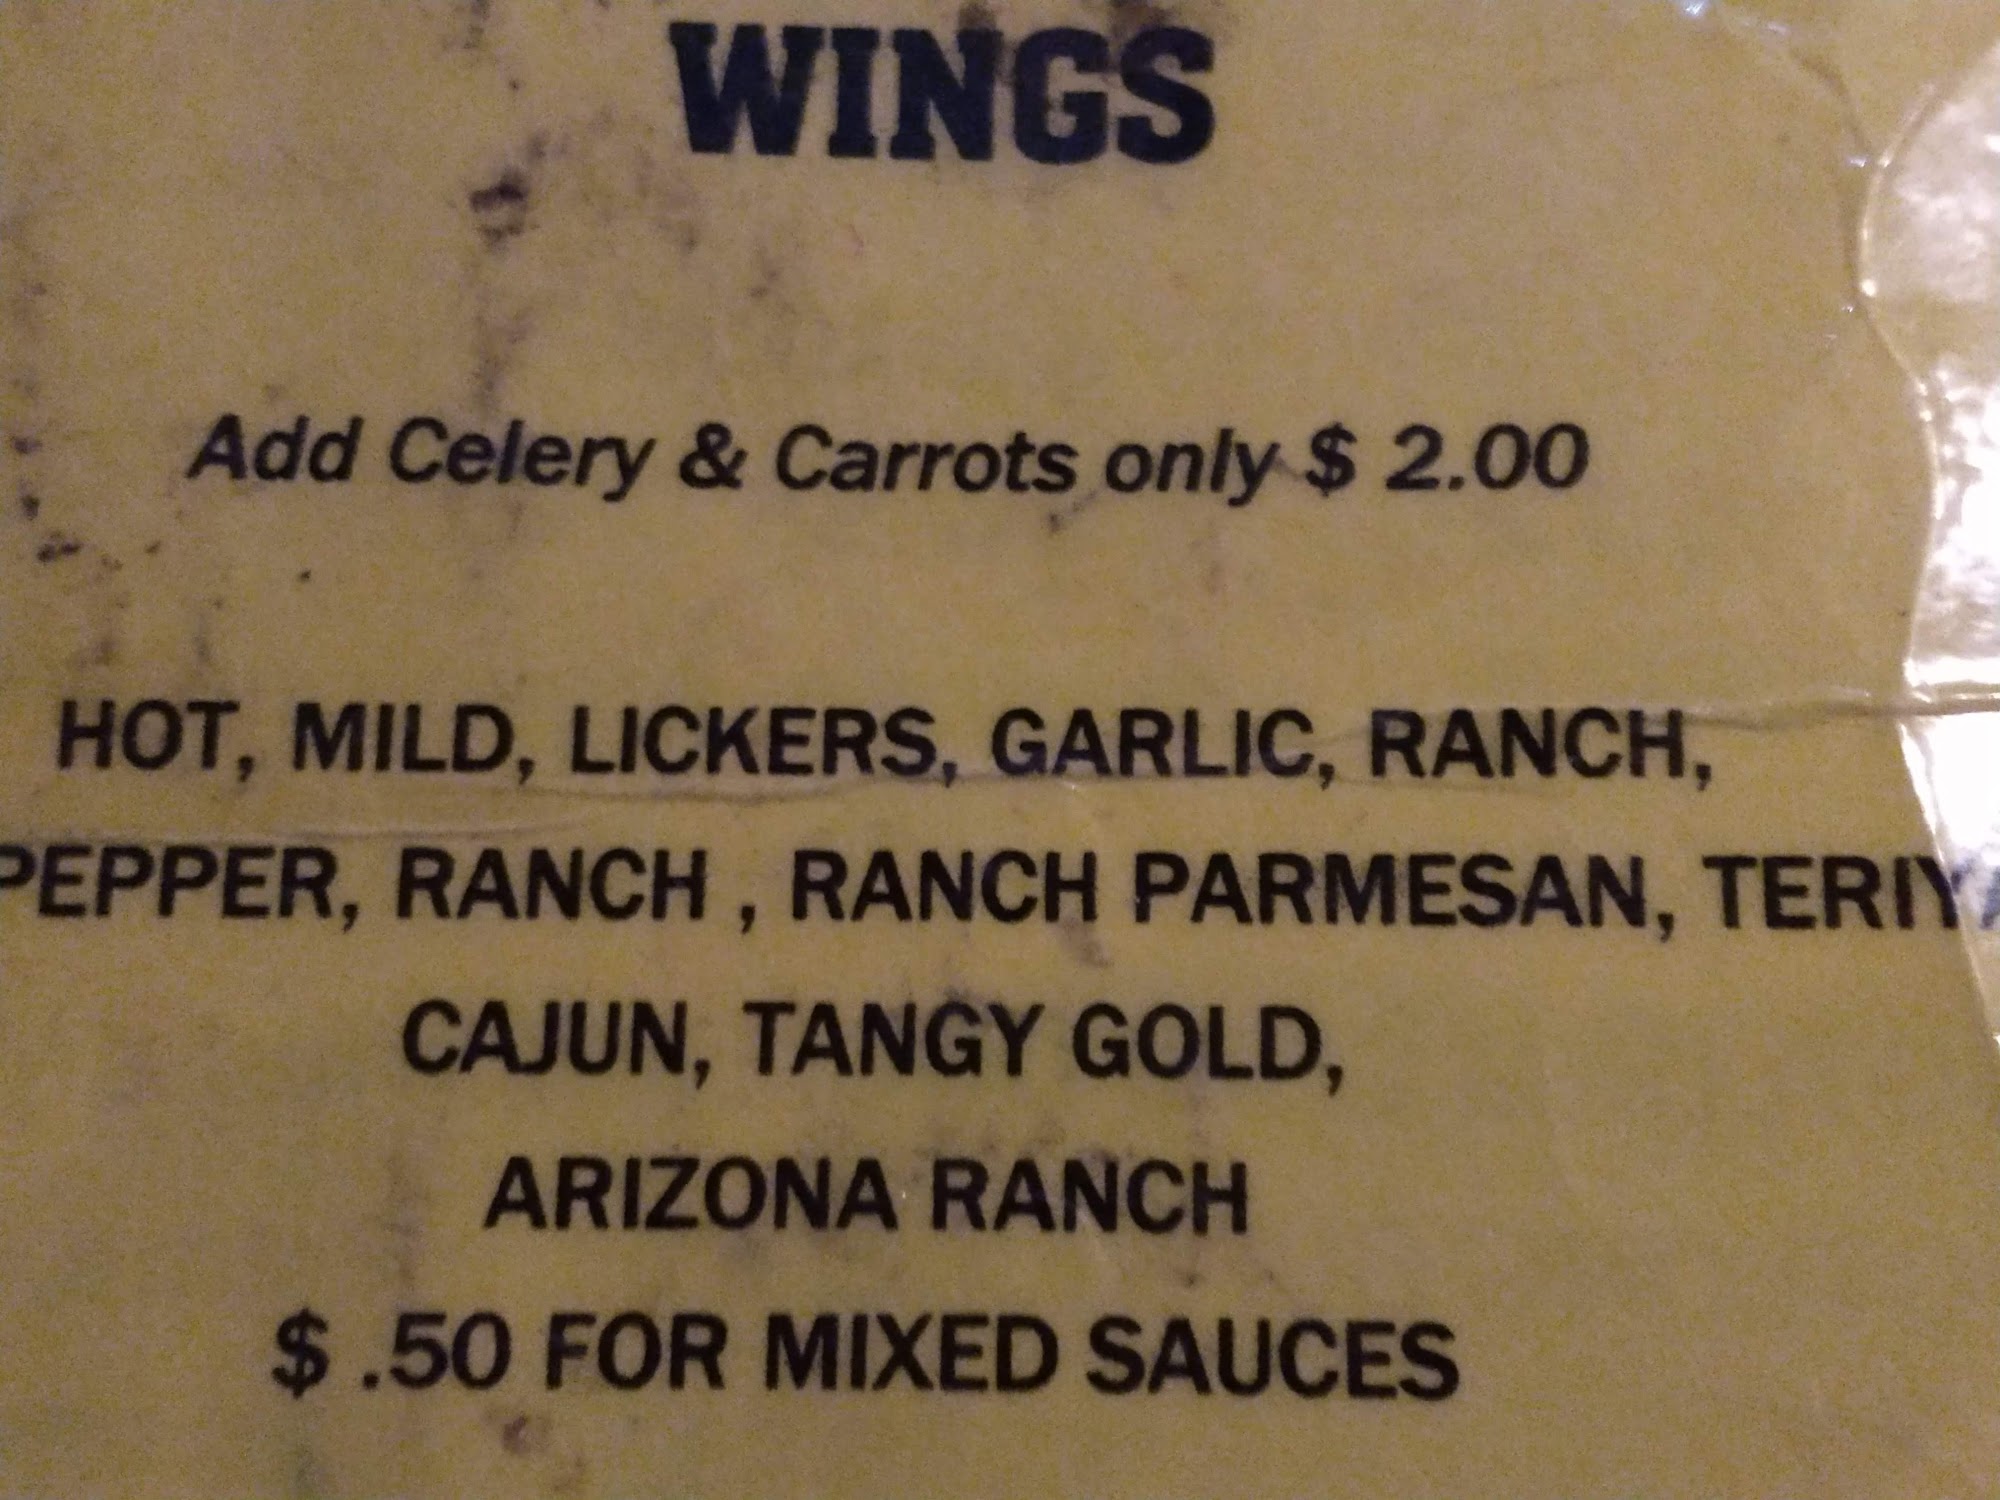 WINGS
Add Celery & Carrots only $ 2.00
HOT, MILD, LICKERS, GARLIC, RANCH,
PEPPER, RANCH , RANCH PARMESAN, TERIY
CAJUN, TANGY GOLD,
ARIZONA RANCH
$ .50 FOR MIXED SAUCES